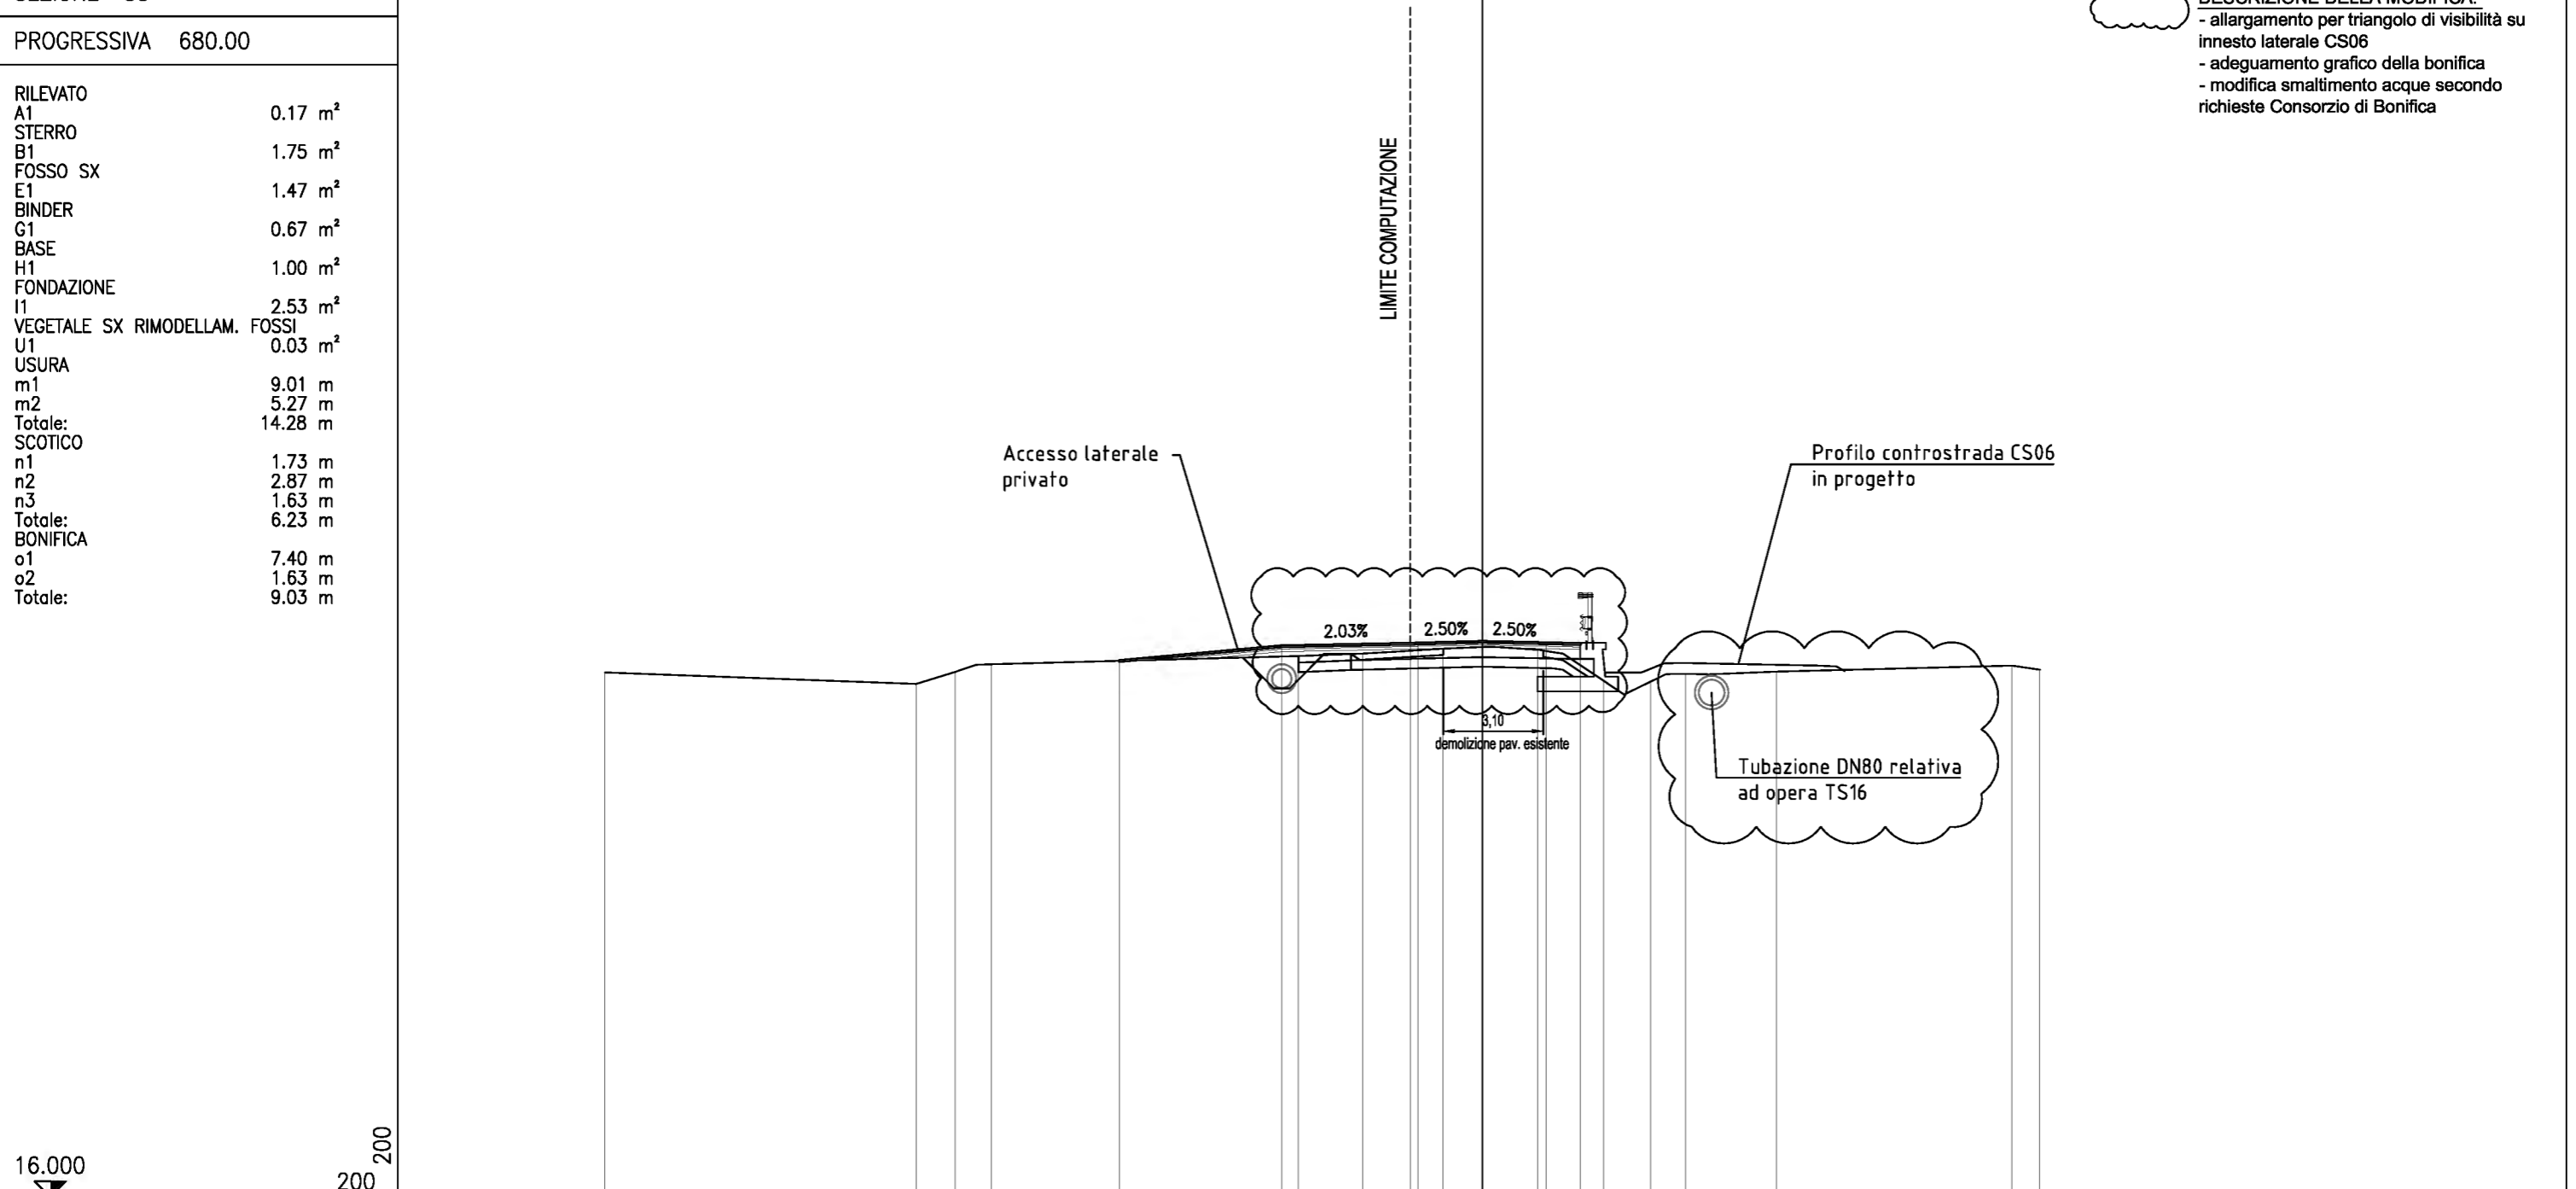 PROGRESSIVA 680.00
RILEVATO
A1 0.17 m²
STERRO
B1 1.75 m²
FOSSO SX
E1 1.47 m²
BINDER
G1 0.67 m²
BASE
H1 1.00 m²
FONDAZIONE
I1 2.53 m²
VEGETALE SX RIMODELLAM. FOSSI
U1 0.03 m²
USURA
m1 9.01 m
m2 5.27 m
Totale: 14.28 m
SCOTICO
n1 1.73 m
n2 2.87 m
n3 1.63 m
Totale: 6.23 m
BONIFICA
o1 7.40 m
o2 1.63 m
Totale: 9.03 m
16.000
200
200
DESCRIZIONE DELLA MODIFICA:
- allargamento per triangolo di visibilità su
innesto laterale CS06
- adeguamento grafico della bonifica
- modifica smaltimento acque secondo
richieste Consorzio di Bonifica
LIMITE COMPUTAZIONE
Accesso laterale
privato
Profilo controstrada CS06
in progetto
2.03% 2.50% 2.50%
3,10
demolizione pav. esistente
Tubazione DN80 relativa
ad opera TS16